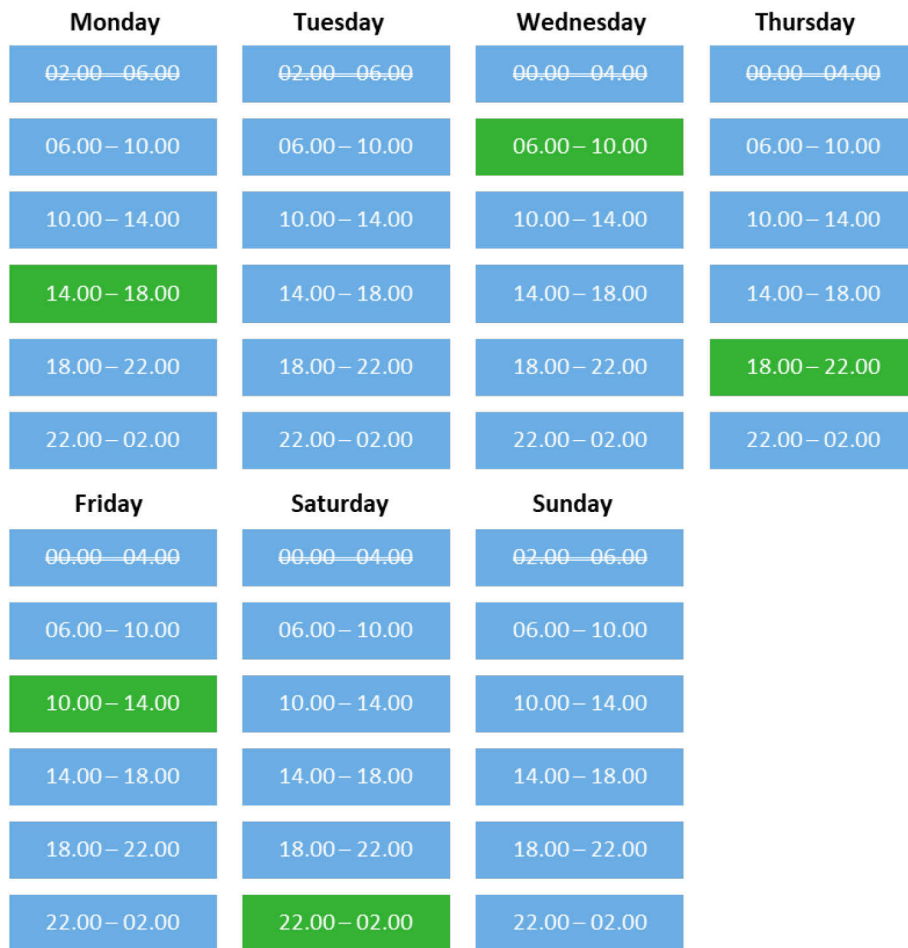 Monday Tuesday Wednesday Thursday
02.00 – 06.00 02.00 – 06.00 00.00 – 04.00 00.00 – 04.00
06.00 – 10.00 06.00 – 10.00 06.00 – 10.00 06.00 – 10.00
10.00 – 14.00 10.00 – 14.00 10.00 – 14.00 10.00 – 14.00
14.00 – 18.00 14.00 – 18.00 14.00 – 18.00 14.00 – 18.00
18.00 – 22.00 18.00 – 22.00 18.00 – 22.00 18.00 – 22.00
22.00 – 02.00 22.00 – 02.00 22.00 – 02.00 22.00 – 02.00
Friday Saturday Sunday
00.00 – 04.00 00.00 – 04.00 02.00 – 06.00
06.00 – 10.00 06.00 – 10.00 06.00 – 10.00
10.00 – 14.00 10.00 – 14.00 10.00 – 14.00
14.00 – 18.00 14.00 – 18.00 14.00 – 18.00
18.00 – 22.00 18.00 – 22.00 18.00 – 22.00
22.00 – 02.00 22.00 – 02.00 22.00 – 02.00